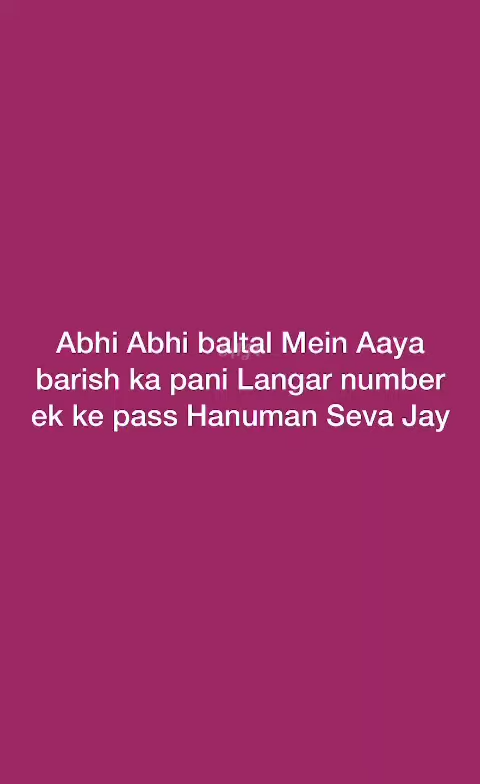 Abhi Abhi baltal Mein Aaya
barish ka pani Langar number
ek ke pass Hanuman Seva Jay